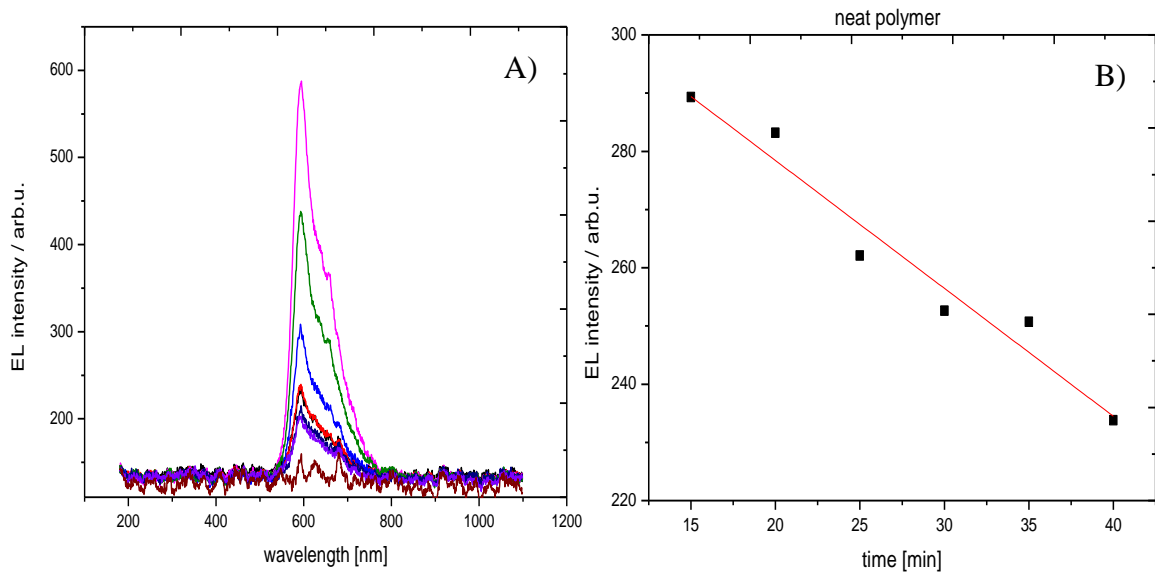 A)
600
500
400
300
200
EL intensity / arb.u.
200 400 600 800 1000 1200
wavelength [nm]
neat polymer
B)
300
280
260
240
220
EL intensity / arb.u.
15 20 25 30 35 40
time [min]